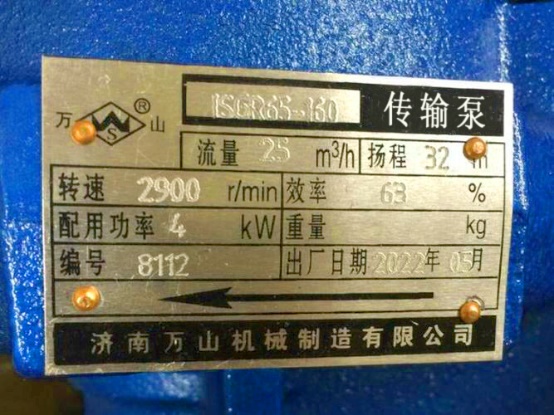 万 WS ® 山 ISGR65-160 传输泵
流量 25 m³/h 扬程 32 m
转速 2900 r/min 效率 63 %
配用功率 4 kW 重量 kg
编号 8112 出厂日期 2022年 05月
济南万山机械制造有限公司